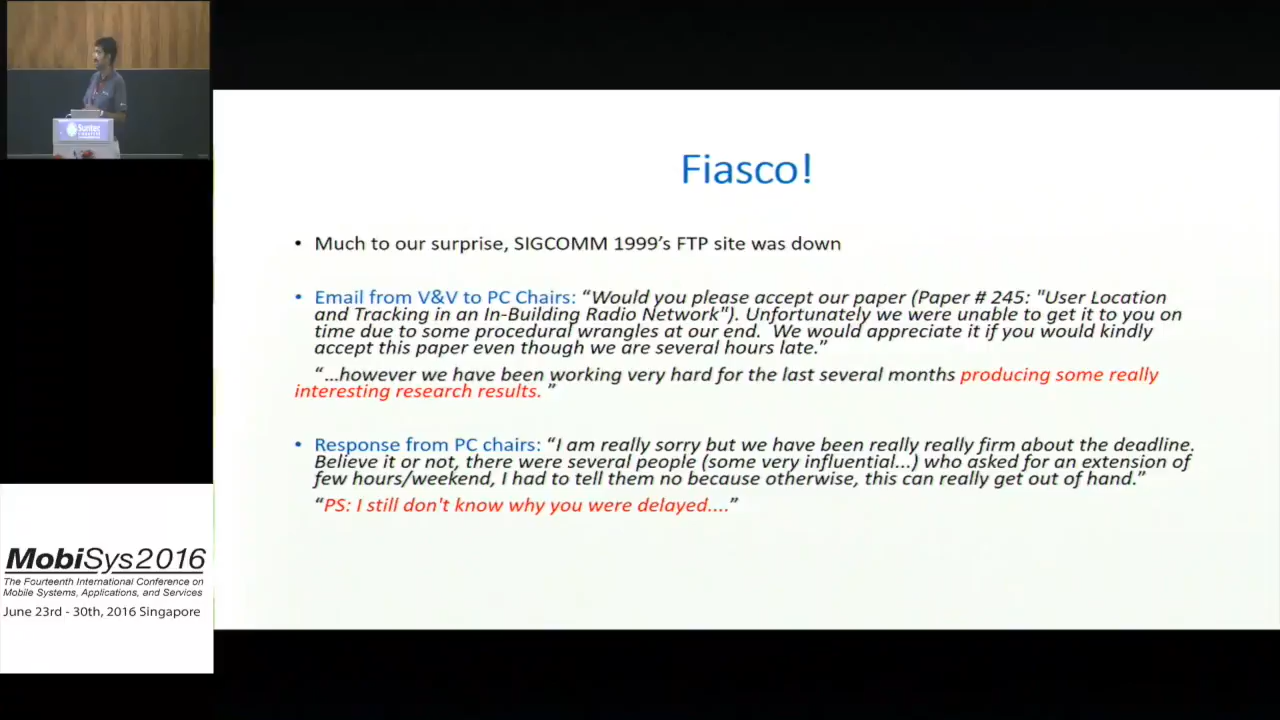 Suntec
Fiasco!
• Much to our surprise, SIGCOMM 1999’s FTP site was down
• Email from V&V to PC Chairs: “Would you please accept our paper (Paper # 245: "User Location
and Tracking in an In-Building Radio Network"). Unfortunately we were unable to get it to you on
time due to some procedural wrangles at our end. We would appreciate it if you would kindly
accept this paper even though we are several hours late.”
“…however we have been working very hard for the last several months producing some really
interesting research results. ”
• Response from PC chairs: “I am really sorry but we have been really really firm about the deadline.
Believe it or not, there were several people (some very influential...) who asked for an extension of
few hours/weekend, I had to tell them no because otherwise, this can really get out of hand.”
“PS: I still don't know why you were delayed....”
MobiSys2016
The Fourteenth International Conference on
Mobile Systems, Applications, and Services
June 23rd - 30th, 2016 Singapore